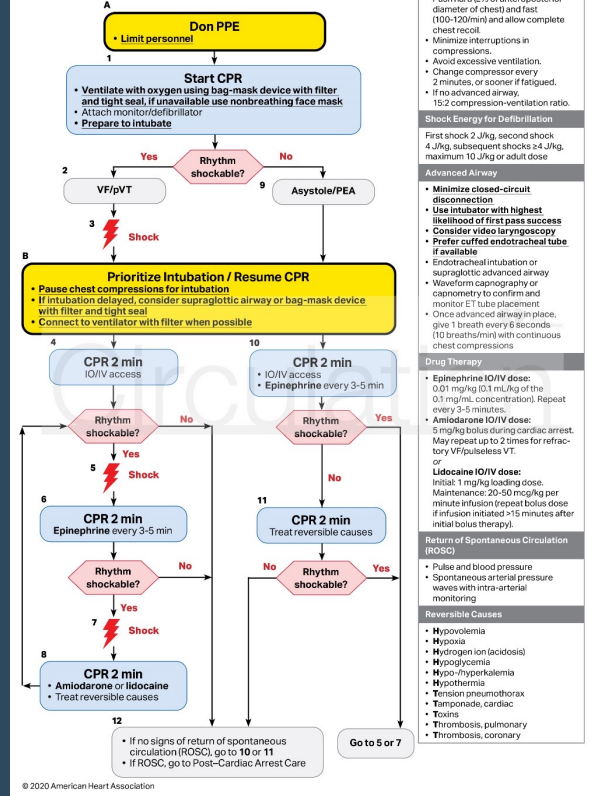 A
Don PPE
• Limit personnel
1
Start CPR
• Ventilate with oxygen using bag-mask device with filter
and tight seal, if unavailable use nonbreathing face mask
• Attach monitor/defibrillator
• Prepare to intubate
Yes
Rhythm
shockable?
No
2
VF/pVT
9
Asystole/PEA
3
Shock
B
Prioritize Intubation / Resume CPR
• Pause chest compressions for intubation
• If intubation delayed, consider supraglottic airway or bag-mask device
with filter and tight seal
• Connect to ventilator with filter when possible
4
CPR 2 min
IO/IV access
10
CPR 2 min
• IO/IV access
• Epinephrine every 3-5 min
Rhythm
shockable?
No
Yes
5
Shock
Rhythm
shockable?
Yes
No
6
CPR 2 min
Epinephrine every 3-5 min
11
CPR 2 min
Treat reversible causes
Rhythm
shockable?
No
Yes
7
Shock
Rhythm
shockable?
No
Yes
8
CPR 2 min
• Amiodarone or lidocaine
• Treat reversible causes
12
• If no signs of return of spontaneous
circulation (ROSC), go to 10 or 11
• If ROSC, go to Post–Cardiac Arrest Care
Go to 5 or 7
diameter of chest) and fast
(100-120/min) and allow complete
chest recoil.
• Minimize interruptions in
compressions.
• Avoid excessive ventilation.
• Change compressor every
2 minutes, or sooner if fatigued.
• If no advanced airway,
15:2 compression-ventilation ratio.
Shock Energy for Defibrillation
First shock 2 J/kg, second shock
4 J/kg, subsequent shocks ≥4 J/kg,
maximum 10 J/kg or adult dose
Advanced Airway
• Minimize closed-circuit
disconnection
• Use intubator with highest
likelihood of first pass success
• Consider video laryngoscopy
• Prefer cuffed endotracheal tube
if available
• Endotracheal intubation or
supraglottic advanced airway
• Waveform capnography or
capnometry to confirm and
monitor ET tube placement
• Once advanced airway in place,
give 1 breath every 6 seconds
(10 breaths/min) with continuous
chest compressions
Drug Therapy
• Epinephrine IO/IV dose:
0.01 mg/kg (0.1 mL/kg of the
0.1 mg/mL concentration). Repeat
every 3-5 minutes.
• Amiodarone IO/IV dose:
5 mg/kg bolus during cardiac arrest.
May repeat up to 2 times for refrac-
tory VF/pulseless VT.
or
Lidocaine IO/IV dose:
Initial: 1 mg/kg loading dose.
Maintenance: 20-50 mcg/kg per
minute infusion (repeat bolus dose
if infusion initiated >15 minutes after
initial bolus therapy).
Return of Spontaneous Circulation
(ROSC)
• Pulse and blood pressure
• Spontaneous arterial pressure
waves with intra-arterial
monitoring
Reversible Causes
• Hypovolemia
• Hypoxia
• Hydrogen ion (acidosis)
• Hypoglycemia
• Hypo-/hyperkalemia
• Hypothermia
• Tension pneumothorax
• Tamponade, cardiac
• Toxins
• Thrombosis, pulmonary
• Thrombosis, coronary
Circulation
© 2020 American Heart Association